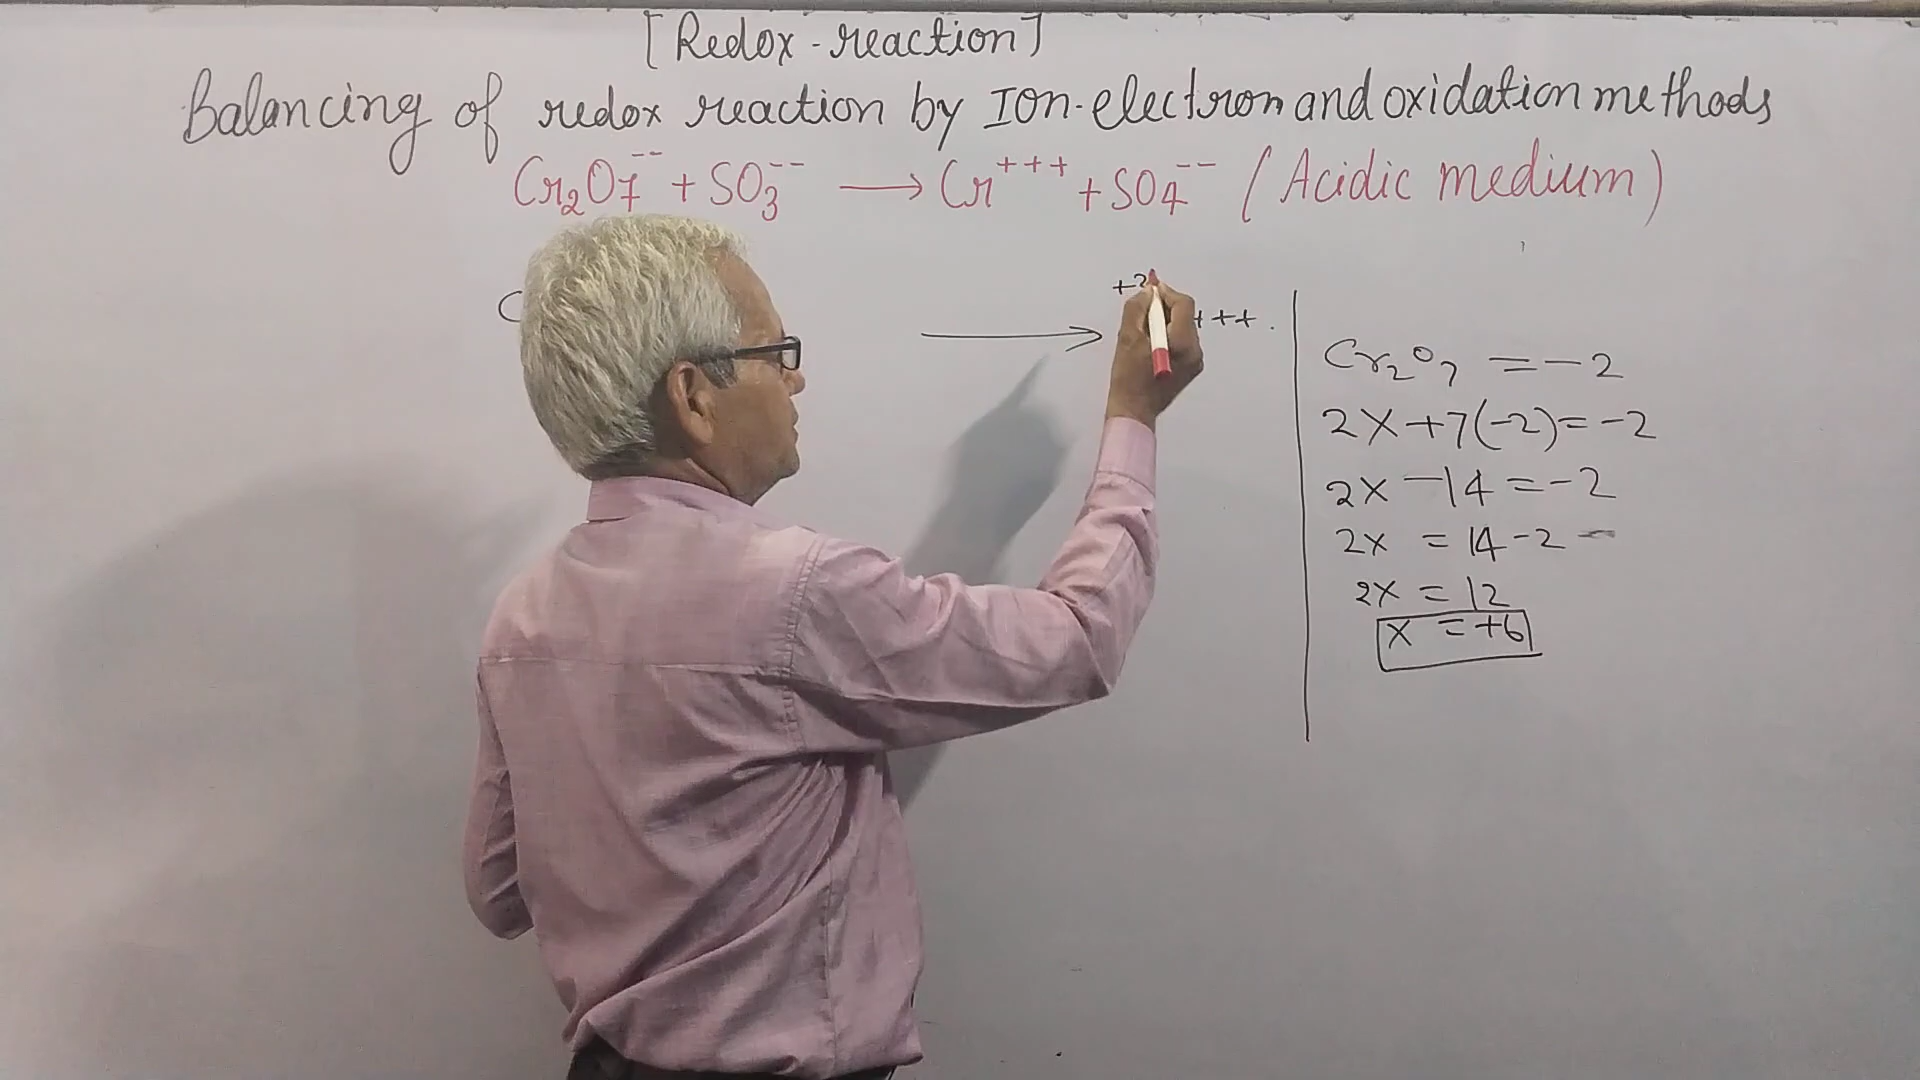 [Redox-reaction]
Balancing of redox reaction by Ion-electron and oxidation methods
Cr₂O₇⁻⁻ + SO₃⁻⁻ ⟶ Cr⁺⁺⁺ + SO₄⁻⁻ (Acidic medium)
⟶ +++
Cr₂O₇ = -2
2X+7(-2)=-2
2X -14 = -2
2x = 14-2
2x = 12
x = +6